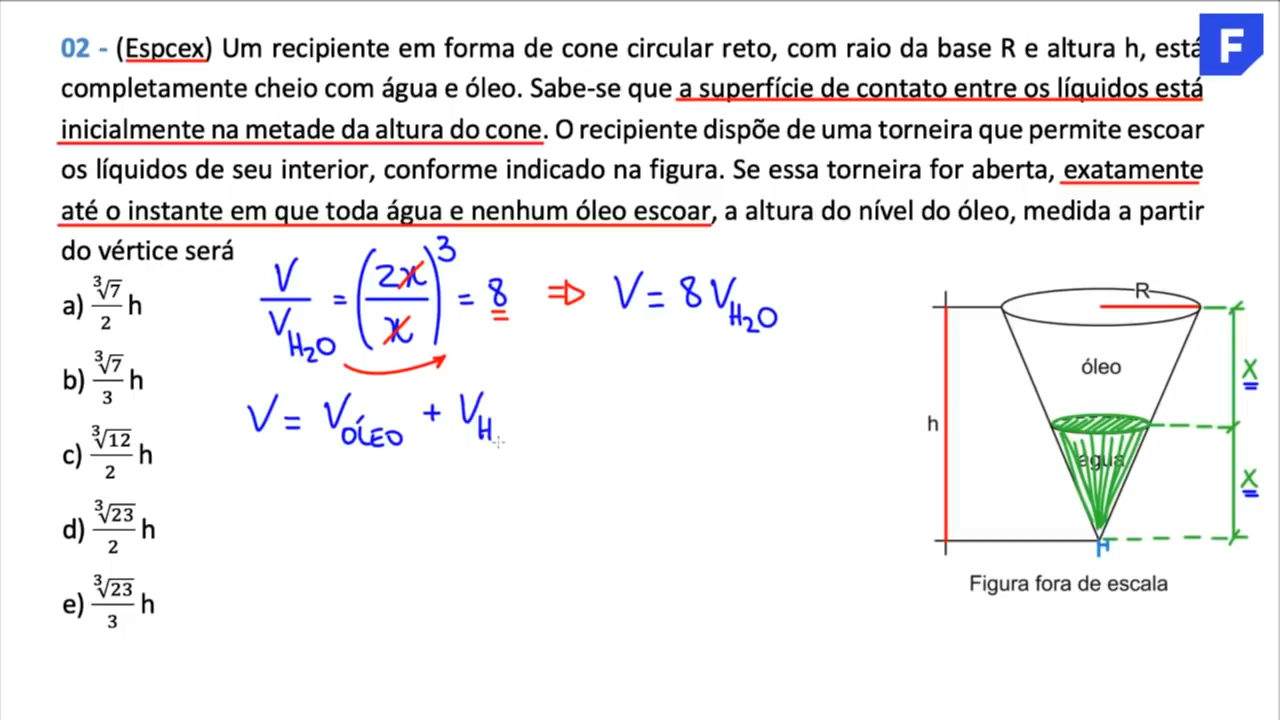 02 - (Espcex) Um recipiente em forma de cone circular reto, com raio da base R e altura h, está
completamente cheio com água e óleo. Sabe-se que a superfície de contato entre os líquidos está
inicialmente na metade da altura do cone. O recipiente dispõe de uma torneira que permite escoar
os líquidos de seu interior, conforme indicado na figura. Se essa torneira for aberta, exatamente
até o instante em que toda água e nenhum óleo escoar, a altura do nível do óleo, medida a partir
do vértice será
a) ∛7/2 h
b) ∛7/3 h
c) ∛12/2 h
d) ∛23/2 h
e) ∛23/3 h
V/V_H₂O = (2x/x)³ = 8 ⇒ V = 8 V_H₂O
V = V_ÓLEO + V_H
F
R
óleo
X
h
água
X
Figura fora de escala